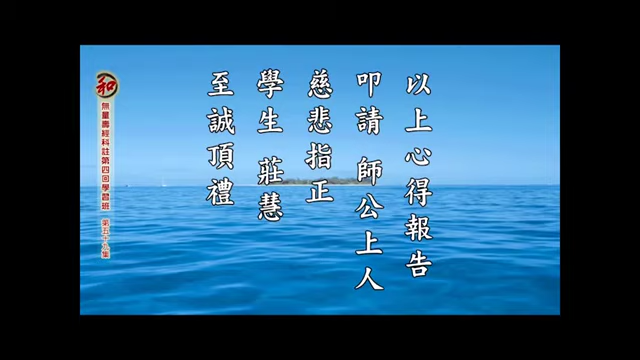 以上心得報告
叩請 師公上人
慈悲指正
學生 莊慧
至誠頂禮
和
無量壽經科註第四回學習班